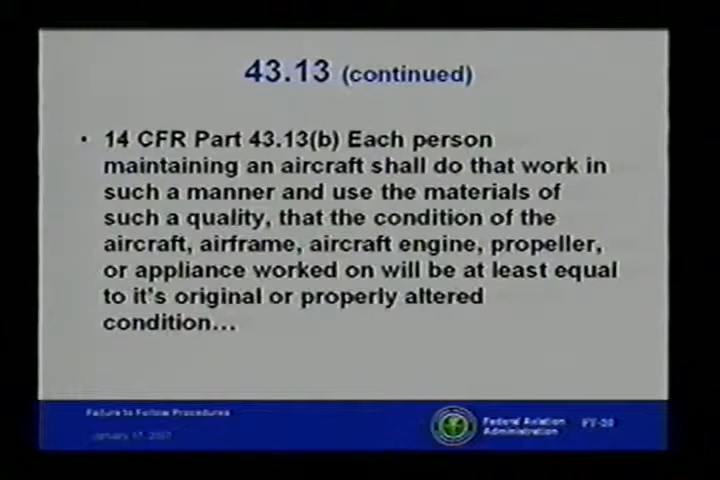 43.13 (continued)
• 14 CFR Part 43.13(b) Each person
maintaining an aircraft shall do that work in
such a manner and use the materials of
such a quality, that the condition of the
aircraft, airframe, aircraft engine, propeller,
or appliance worked on will be at least equal
to it's original or properly altered
condition…
Failure to Follow Procedures
Federal Aviation
Administration
January 17, 2007